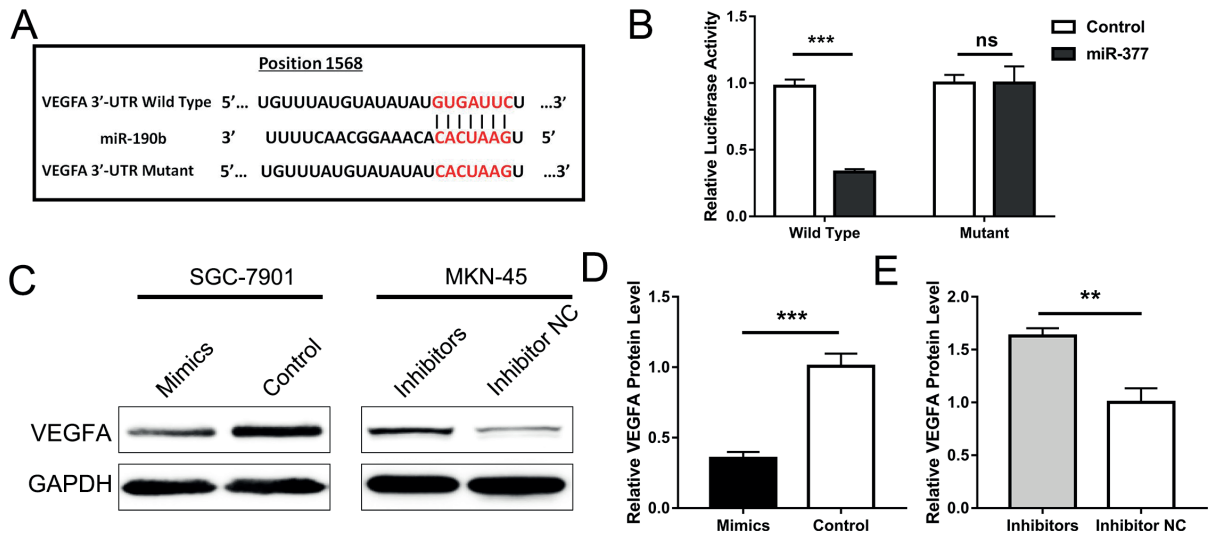 A
Position 1568
VEGFA 3’-UTR Wild Type 5’... UGUUUAUGUAUAUAUGUGAUUCU ...3’
miR-190b 3’ UUUUCAACGGAAACACACUAAGU 5’
VEGFA 3’-UTR Mutant 5’... UGUUUAUGUAUAUAUCACUAAGU ...3’
B
Relative Luciferase Activity
1.5
1.0
0.5
0.0
***
ns
Control
miR-377
Wild Type
Mutant
C
SGC-7901
MKN-45
Mimics
Control
Inhibitors
Inhibitor NC
VEGFA
GAPDH
D
Relative VEGFA Protein Level
1.5
1.0
0.5
0.0
***
Mimics
Control
E
Relative VEGFA Protein Level
2.0
1.5
1.0
0.5
0.0
**
Inhibitors
Inhibitor NC